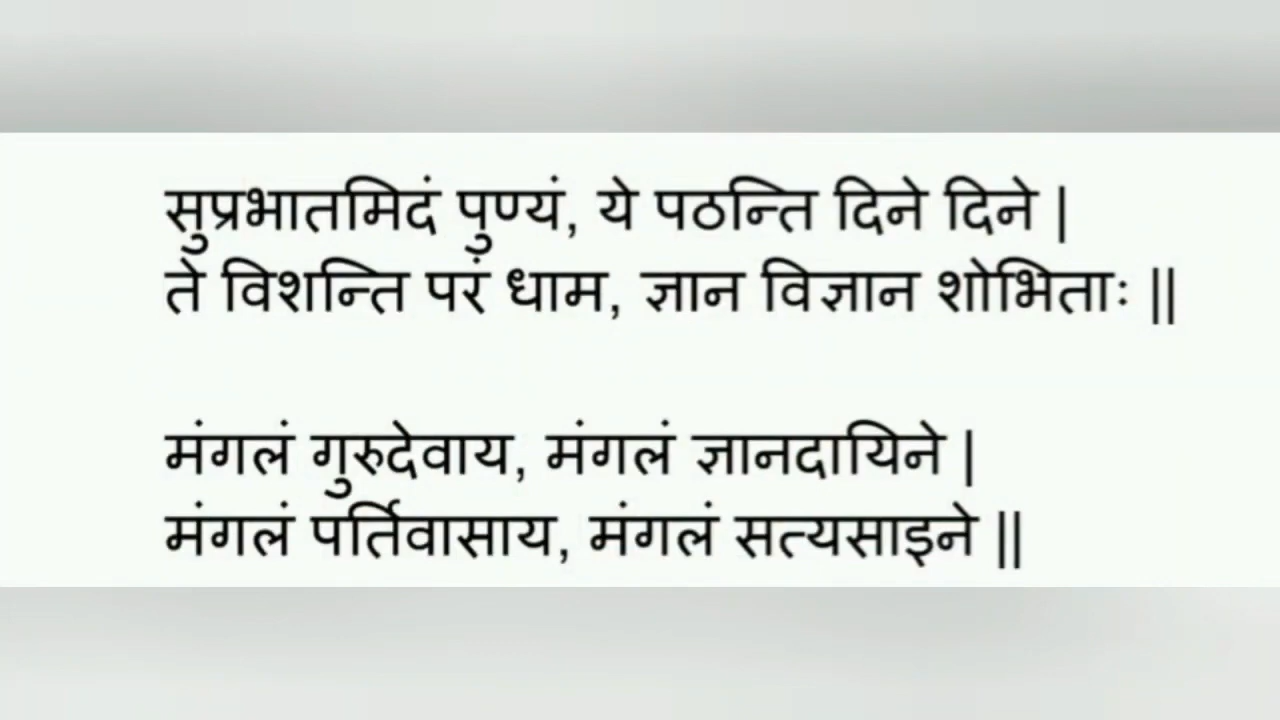 सुप्रभातमिदं पुण्यं, ये पठन्ति दिने दिने |
ते विशन्ति परं धाम, ज्ञान विज्ञान शोभिताः ||
मंगलं गुरुदेवाय, मंगलं ज्ञानदायिने |
मंगलं पर्तिवासाय, मंगलं सत्यसाइने ||